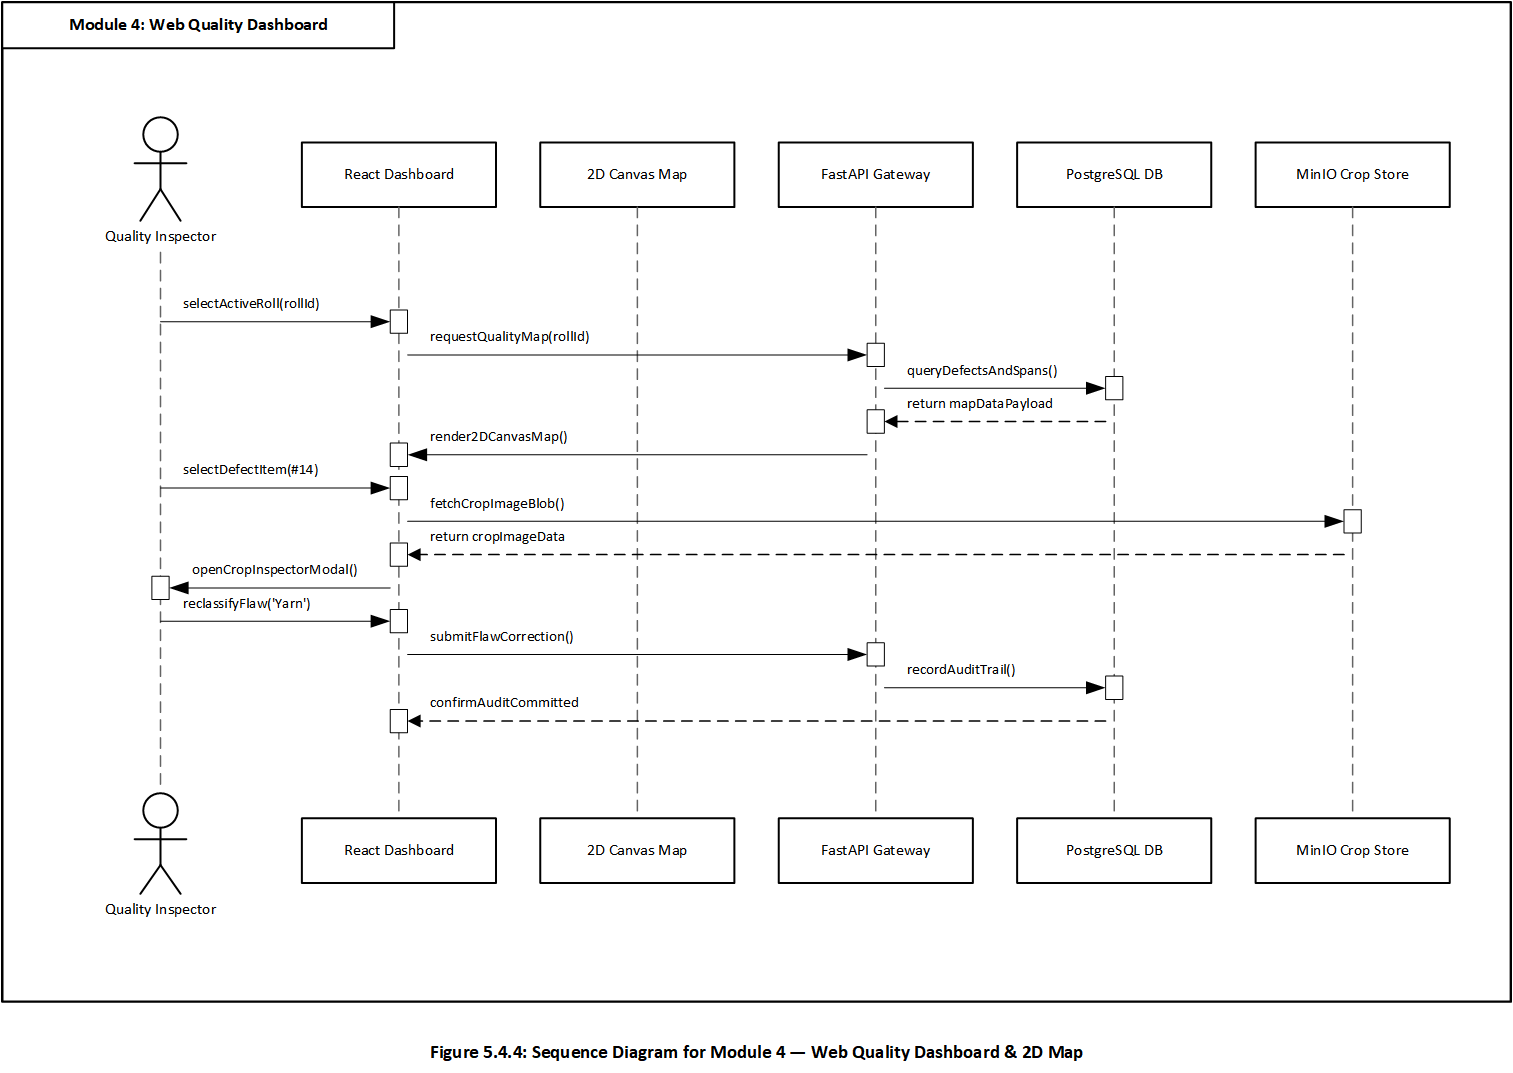 Module 4: Web Quality Dashboard
React Dashboard
2D Canvas Map
FastAPI Gateway
PostgreSQL DB
MinIO Crop Store
Quality Inspector
selectActiveRoll(rollId)
requestQualityMap(rollId)
queryDefectsAndSpans()
return mapDataPayload
render2DCanvasMap()
selectDefectItem(#14)
fetchCropImageBlob()
return cropImageData
openCropInspectorModal()
reclassifyFlaw('Yarn')
submitFlawCorrection()
recordAuditTrail()
confirmAuditCommitted
React Dashboard
2D Canvas Map
FastAPI Gateway
PostgreSQL DB
MinIO Crop Store
Quality Inspector
Figure 5.4.4: Sequence Diagram for Module 4 — Web Quality Dashboard & 2D Map